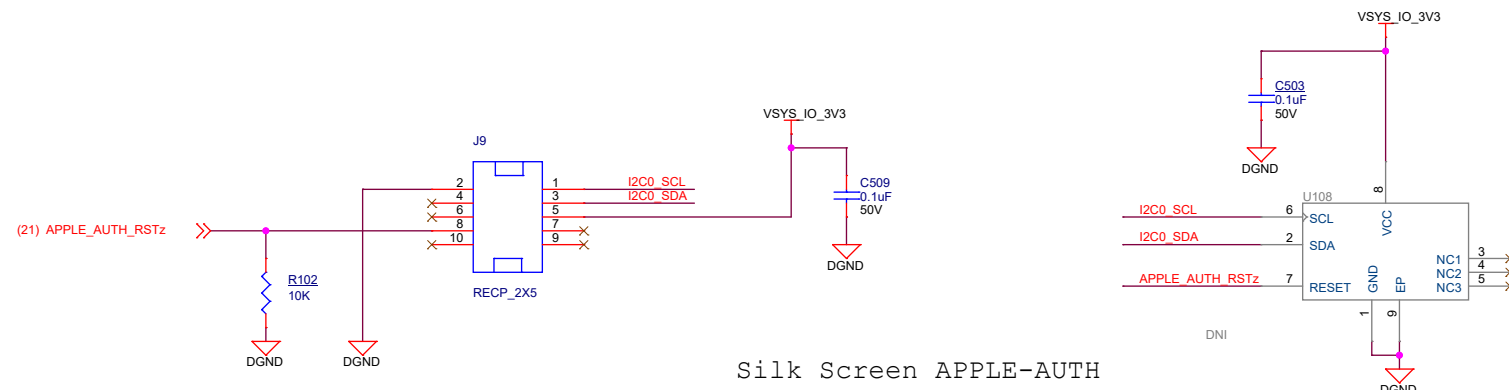 VSYS_IO_3V3
C503
0.1uF
50V
DGND
VSYS_IO_3V3
J9
2
4
6
8
10
1
3
5
7
9
I2C0_SCL
I2C0_SDA
C509
0.1uF
50V
DGND
(21) APPLE_AUTH_RSTz
R102
10K
RECP_2X5
DGND
DGND
U108
8
VCC
I2C0_SCL
6
SCL
I2C0_SDA
2
SDA
APPLE_AUTH_RSTz
7
RESET
GND
EP
NC1
3
NC2
4
NC3
5
1
9
DNI
DGND
Silk Screen APPLE-AUTH